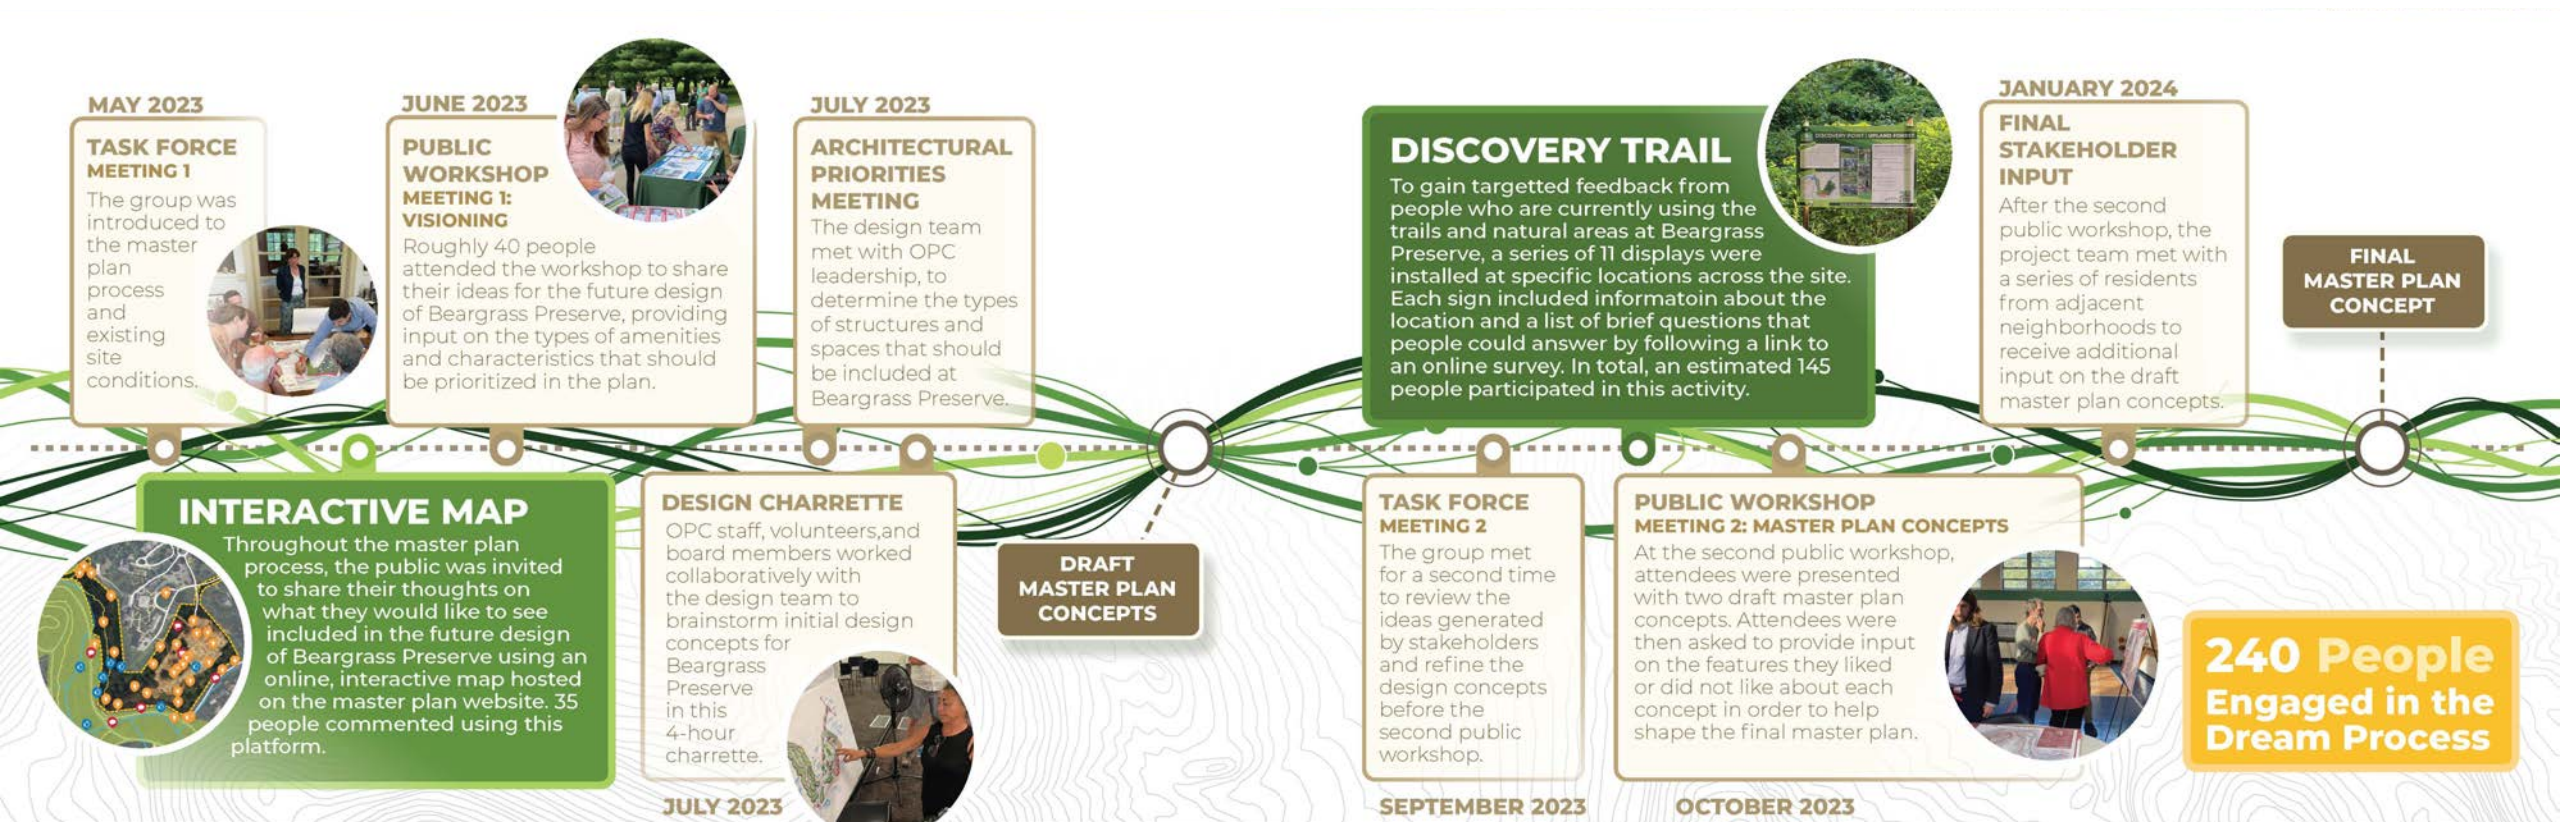 MAY 2023
TASK FORCE
MEETING 1
The group was
introduced to
the master
plan
process
and
existing
site
conditions.
INTERACTIVE MAP
Throughout the master plan
process, the public was invited
to share their thoughts on
what they would like to see
included in the future design
of Beargrass Preserve using an
online, interactive map hosted
on the master plan website. 35
people commented using this
platform.
JUNE 2023
PUBLIC
WORKSHOP
MEETING 1:
VISIONING
Roughly 40 people
attended the workshop to share
their ideas for the future design
of Beargrass Preserve, providing
input on the types of amenities
and characteristics that should
be prioritized in the plan.
JULY 2023
ARCHITECTURAL
PRIORITIES
MEETING
The design team
met with OPC
leadership, to
determine the types
of structures and
spaces that should
be included at
Beargrass Preserve.
DESIGN CHARRETTE
OPC staff, volunteers,and
board members worked
collaboratively with
the design team to
brainstorm initial design
concepts for
Beargrass
Preserve
in this
4-hour
charrette.
JULY 2023
DRAFT
MASTER PLAN
CONCEPTS
DISCOVERY TRAIL
To gain targetted feedback from
people who are currently using the
trails and natural areas at Beargrass
Preserve, a series of 11 displays were
installed at specific locations across the site.
Each sign included informatoin about the
location and a list of brief questions that
people could answer by following a link to
an online survey. In total, an estimated 145
people participated in this activity.
DISCOVERY POINT | UPLAND FOREST
TASK FORCE
MEETING 2
The group met
for a second time
to review the
ideas generated
by stakeholders
and refine the
design concepts
before the
second public
workshop.
SEPTEMBER 2023
PUBLIC WORKSHOP
MEETING 2: MASTER PLAN CONCEPTS
At the second public workshop,
attendees were presented
with two draft master plan
concepts. Attendees were
then asked to provide input
on the features they liked
or did not like about each
concept in order to help
shape the final master plan.
OCTOBER 2023
JANUARY 2024
FINAL
STAKEHOLDER
INPUT
After the second
public workshop, the
project team met with
a series of residents
from adjacent
neighborhoods to
receive additional
input on the draft
master plan concepts.
FINAL
MASTER PLAN
CONCEPT
240 People
Engaged in the
Dream Process